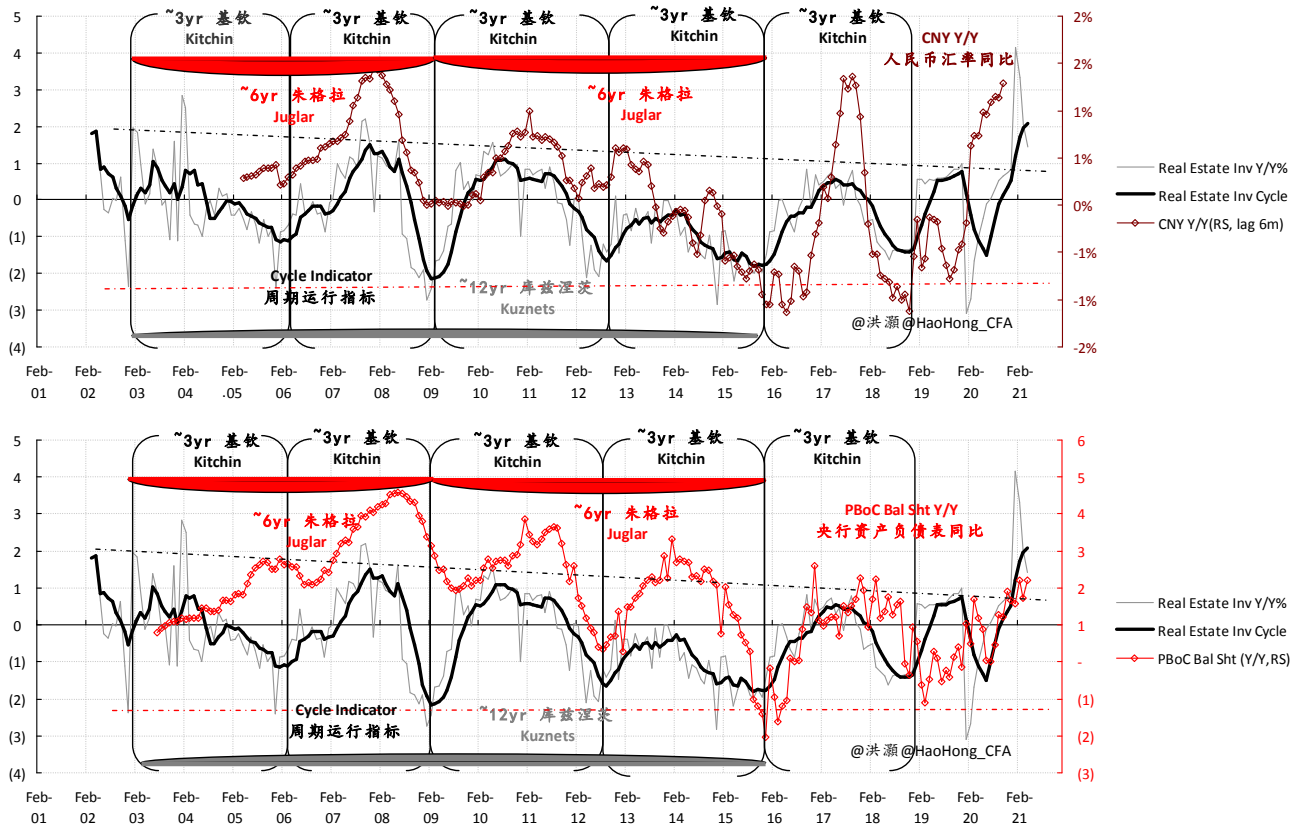 ~3yr 基钦
Kitchin
~3yr 基钦
Kitchin
~3yr 基钦
Kitchin
~3yr 基钦
Kitchin
~3yr 基钦
Kitchin
CNY Y/Y
人民币汇率同比
~6yr 朱格拉
Juglar
~6yr 朱格拉
Juglar
Cycle Indicator
周期运行指标
~12yr 库兹涅茨
Kuznets
@洪灝@HaoHong_CFA
5
4
3
2
1
0
(1)
(2)
(3)
(4)
2%
2%
1%
1%
0%
-1%
-1%
-2%
Real Estate Inv Y/Y%
Real Estate Inv Cycle
CNY Y/Y(RS, lag 6m)
Feb- Feb- Feb- Feb- Feb- Feb- Feb- Feb- Feb- Feb- Feb- Feb- Feb- Feb- Feb- Feb- Feb- Feb- Feb- Feb- Feb-
01 02 03 04 .05 06 07 08 09 10 11 12 13 14 15 16 17 18 19 20 21
~3yr 基钦
Kitchin
~3yr 基钦
Kitchin
~3yr 基钦
Kitchin
~3yr 基钦
Kitchin
~3yr 基钦
Kitchin
PBoC Bal Sht Y/Y
央行资产负债表同比
~6yr 朱格拉
Juglar
~6yr 朱格拉
Juglar
Cycle Indicator
周期运行指标
~12yr 库兹涅茨
Kuznets
@洪灝@HaoHong_CFA
5
4
3
2
1
0
(1)
(2)
(3)
(4)
6
5
4
3
2
1
-
(1)
(2)
(3)
Real Estate Inv Y/Y%
Real Estate Inv Cycle
PBoC Bal Sht (Y/Y,RS)
Feb- Feb- Feb- Feb- Feb- Feb- Feb- Feb- Feb- Feb- Feb- Feb- Feb- Feb- Feb- Feb- Feb- Feb- Feb- Feb- Feb-
01 02 03 04 05 06 07 08 09 10 11 12 13 14 15 16 17 18 19 20 21